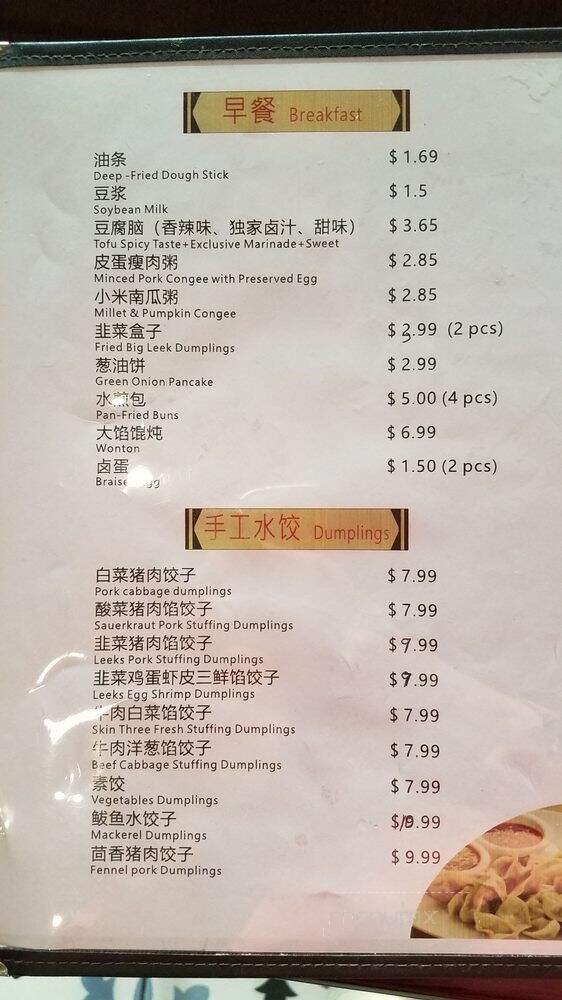 早餐 Breakfast
油条 $ 1.69
Deep -Fried Dough Stick
豆浆 $ 1.5
Soybean Milk
豆腐脑（香辣味、独家卤汁、甜味） $ 3.65
Tofu Spicy Taste+Exclusive Marinade+Sweet
皮蛋瘦肉粥 $ 2.85
Minced Pork Congee with Preserved Egg
小米南瓜粥 $ 2.85
Millet & Pumpkin Congee
韭菜盒子 $ .99 (2 pcs)
Fried Big Leek Dumplings
葱油饼 $ 2.99
Green Onion Pancake
水煎包 $ 5.00 (4 pcs)
Pan-Fried Buns
大馅馄炖 $ 6.99
Wonton
卤蛋 $ 1.50 (2 pcs)
手工水饺 Dumplings
白菜猪肉饺子 $ 7.99
Pork cabbage dumplings
酸菜猪肉馅饺子 $ 7.99
Sauerkraut Pork Stuffing Dumplings
韭菜猪肉馅饺子 $ 7.99
Leeks Pork Stuffing Dumplings
韭菜鸡蛋虾皮三鲜馅饺子 $ 9.99
Leeks Egg Shrimp Dumplings
牛肉白菜馅饺子 $ 7.99
Skin Three Fresh Stuffing Dumplings
牛肉洋葱馅饺子 $ 7.99
Beef Cabbage Stuffing Dumplings
素饺 $ 7.99
Vegetables Dumplings
鲅鱼水饺子 $ 10.99
Mackerel Dumplings
茴香猪肉饺子 $ 9.99
Fennel pork Dumplings